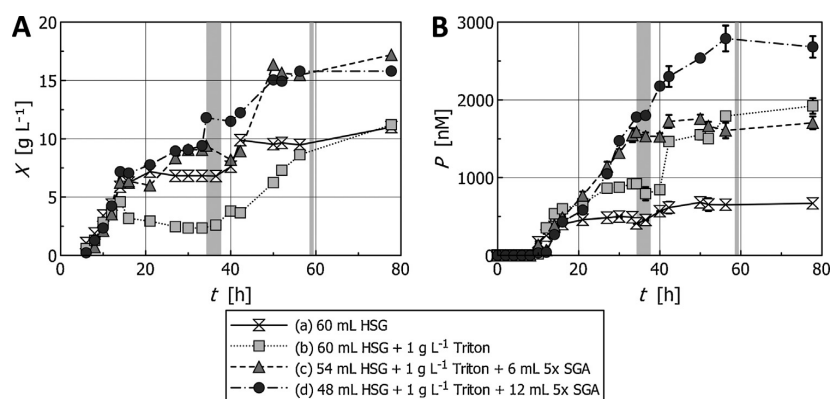 A
B
X [g L⁻¹]
20
15
10
5
0
0 20 40 60 80
t [h]
P [nM]
3000
2000
1000
0
0 20 40 60 80
t [h]
(a) 60 mL HSG
(b) 60 mL HSG + 1 g L⁻¹ Triton
(c) 54 mL HSG + 1 g L⁻¹ Triton + 6 mL 5x SGA
(d) 48 mL HSG + 1 g L⁻¹ Triton + 12 mL 5x SGA